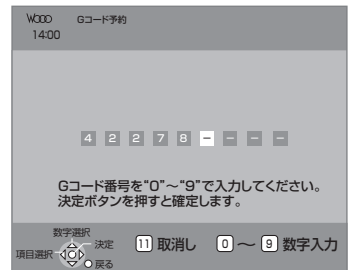 Wooo Gコード予約
14:00
4 2 2 7 8 - - - -
Gコード番号を“0”～“9”で入力してください。
決定ボタンを押すと確定します。
数字選択
項目選択 決定 戻る 11 取消し 0 ～ 9 数字入力